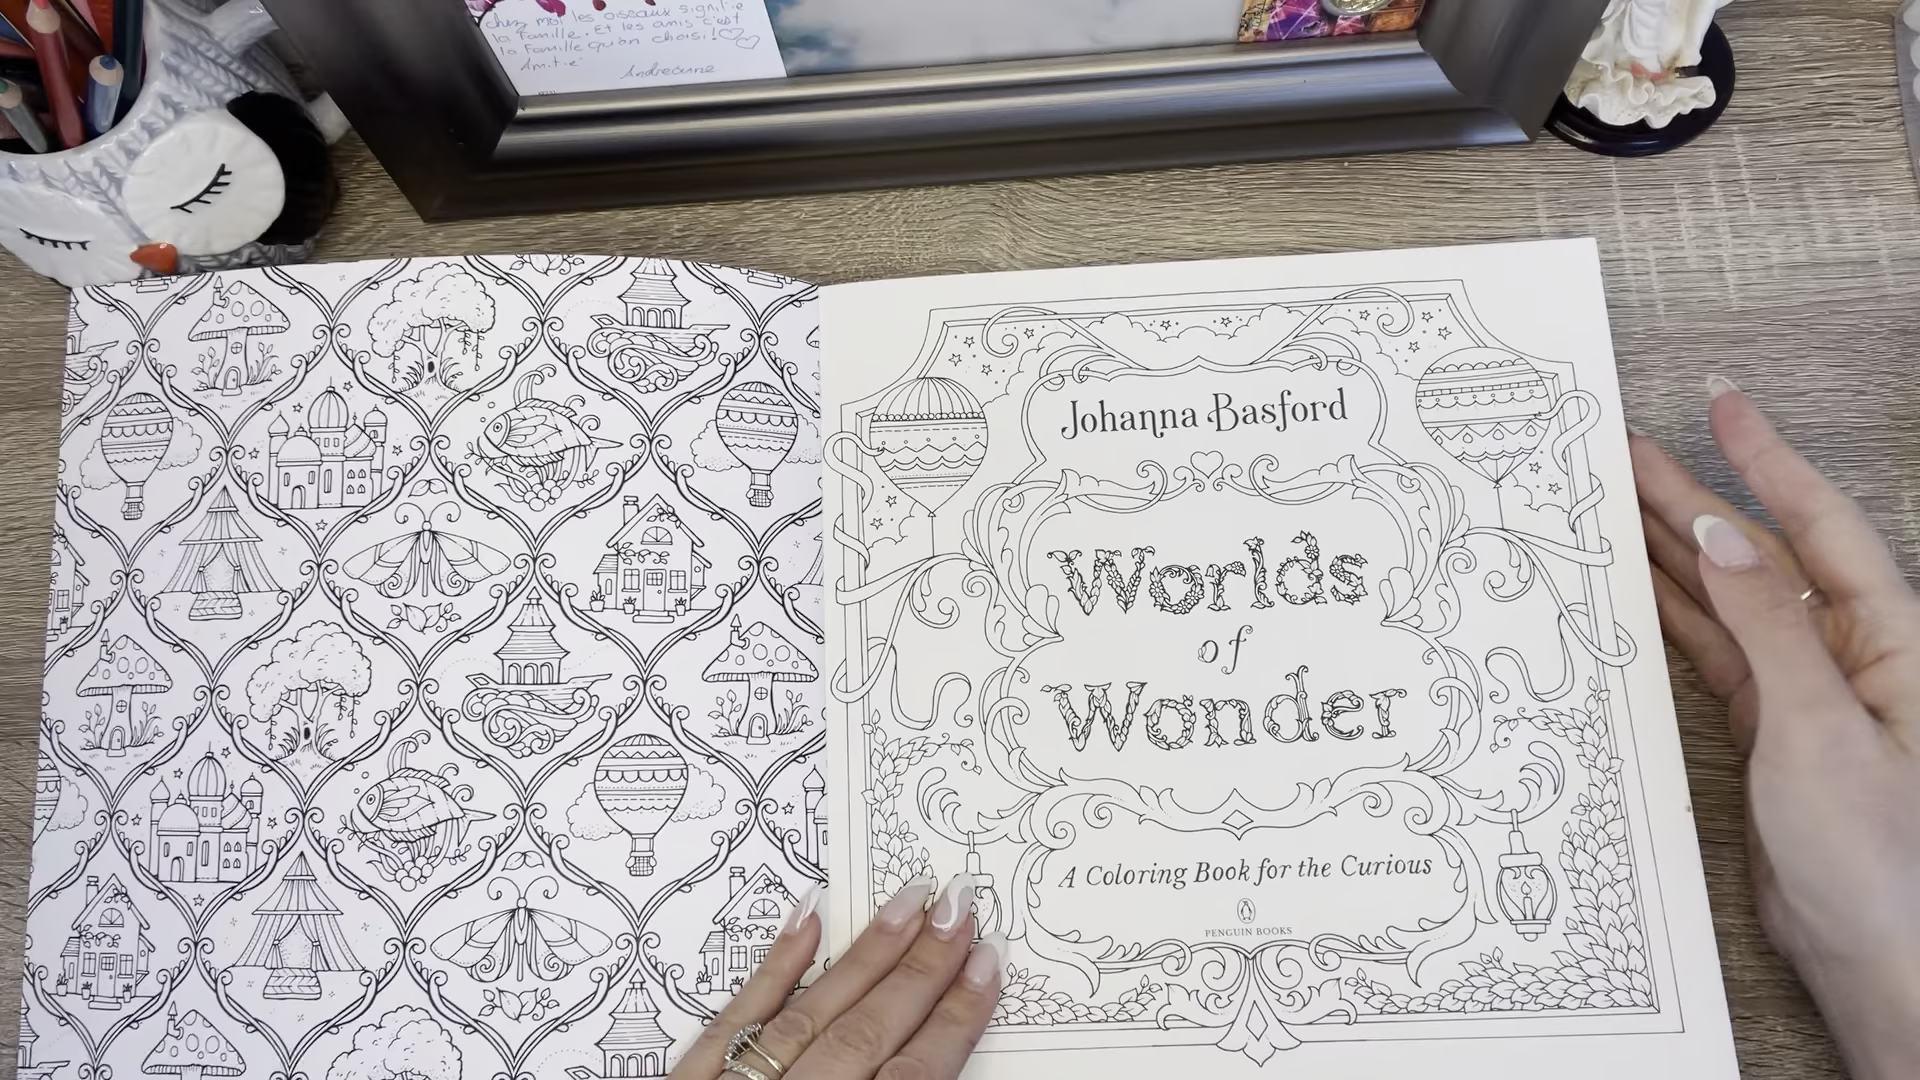 chez moi les oiseaux signifie
la famille. Et les amis c'est
la famille qu'on choisi!
Amitié
Andréanne
Johanna Basford
Worlds
of
Wonder
A Coloring Book for the Curious
PENGUIN BOOKS